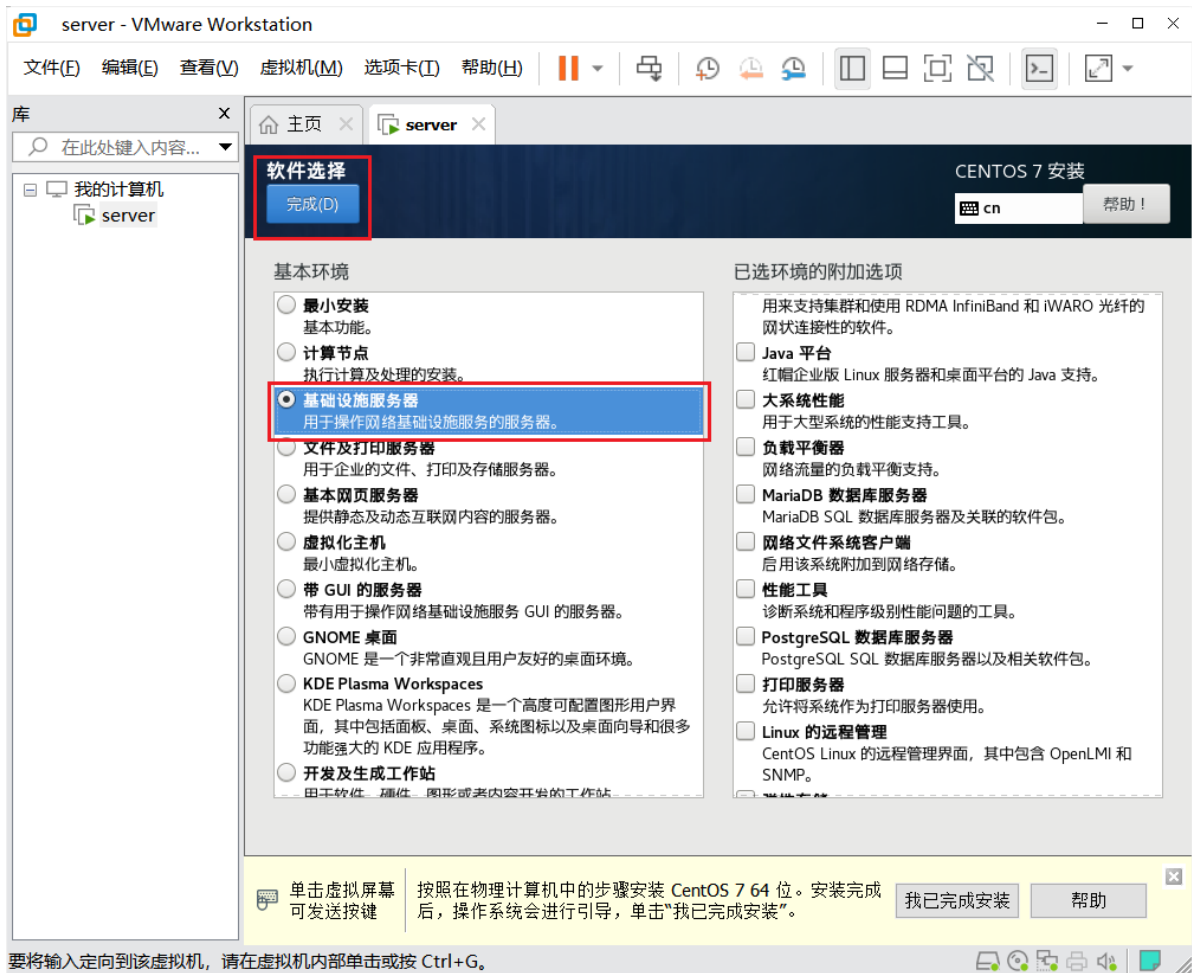 server - VMware Workstation
文件(F) 编辑(E) 查看(V) 虚拟机(M) 选项卡(T) 帮助(H)
库
在此处键入内容...
我的计算机
server
主页
server
软件选择
完成(D)
CENTOS 7 安装
cn
帮助！
基本环境
最小安装
基本功能。
计算节点
执行计算及处理的安装。
基础设施服务器
用于操作网络基础设施服务的服务器。
文件及打印服务器
用于企业的文件、打印及存储服务器。
基本网页服务器
提供静态及动态互联网内容的服务器。
虚拟化主机
最小虚拟化主机。
带 GUI 的服务器
带有用于操作网络基础设施服务 GUI 的服务器。
GNOME 桌面
GNOME 是一个非常直观且用户友好的桌面环境。
KDE Plasma Workspaces
KDE Plasma Workspaces 是一个高度可配置图形用户界
面，其中包括面板、桌面、系统图标以及桌面向导和很多
功能强大的 KDE 应用程序。
开发及生成工作站
用于软件、硬件、图形或者内容开发的工作站
已选环境的附加选项
用来支持集群和使用 RDMA InfiniBand 和 iWARO 光纤的
网状连接性的软件。
Java 平台
红帽企业版 Linux 服务器和桌面平台的 Java 支持。
大系统性能
用于大型系统的性能支持工具。
负载平衡器
网络流量的负载平衡支持。
MariaDB 数据库服务器
MariaDB SQL 数据库服务器及关联的软件包。
网络文件系统客户端
启用该系统附加到网络存储。
性能工具
诊断系统和程序级别性能问题的工具。
PostgreSQL 数据库服务器
PostgreSQL SQL 数据库服务器以及相关软件包。
打印服务器
允许将系统作为打印服务器使用。
Linux 的远程管理
CentOS Linux 的远程管理界面，其中包含 OpenLMI 和
SNMP。
单击虚拟屏幕
可发送按键
按照在物理计算机中的步骤安装 CentOS 7 64 位。安装完成
后，操作系统会进行引导，单击“我已完成安装”。
我已完成安装
帮助
要将输入定向到该虚拟机，请在虚拟机内部单击或按 Ctrl+G。